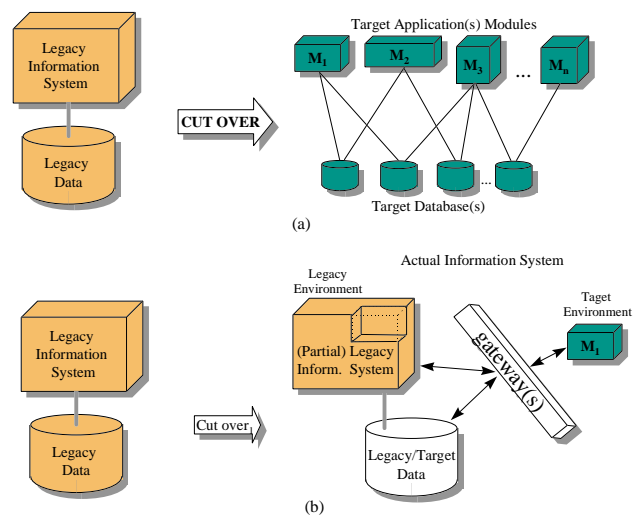 Target Application(s) Modules
Legacy
Information
System
M1
M2
M3
...
Mn
CUT OVER
Legacy
Data
...
Target Database(s)
(a)
Actual Information System
Legacy
Environment
Taget
Environment
Legacy
Information
System
(Partial) Legacy
Inform. System
gateway(s)
M1
Cut over1
Legacy
Data
Legacy/Target
Data
(b)